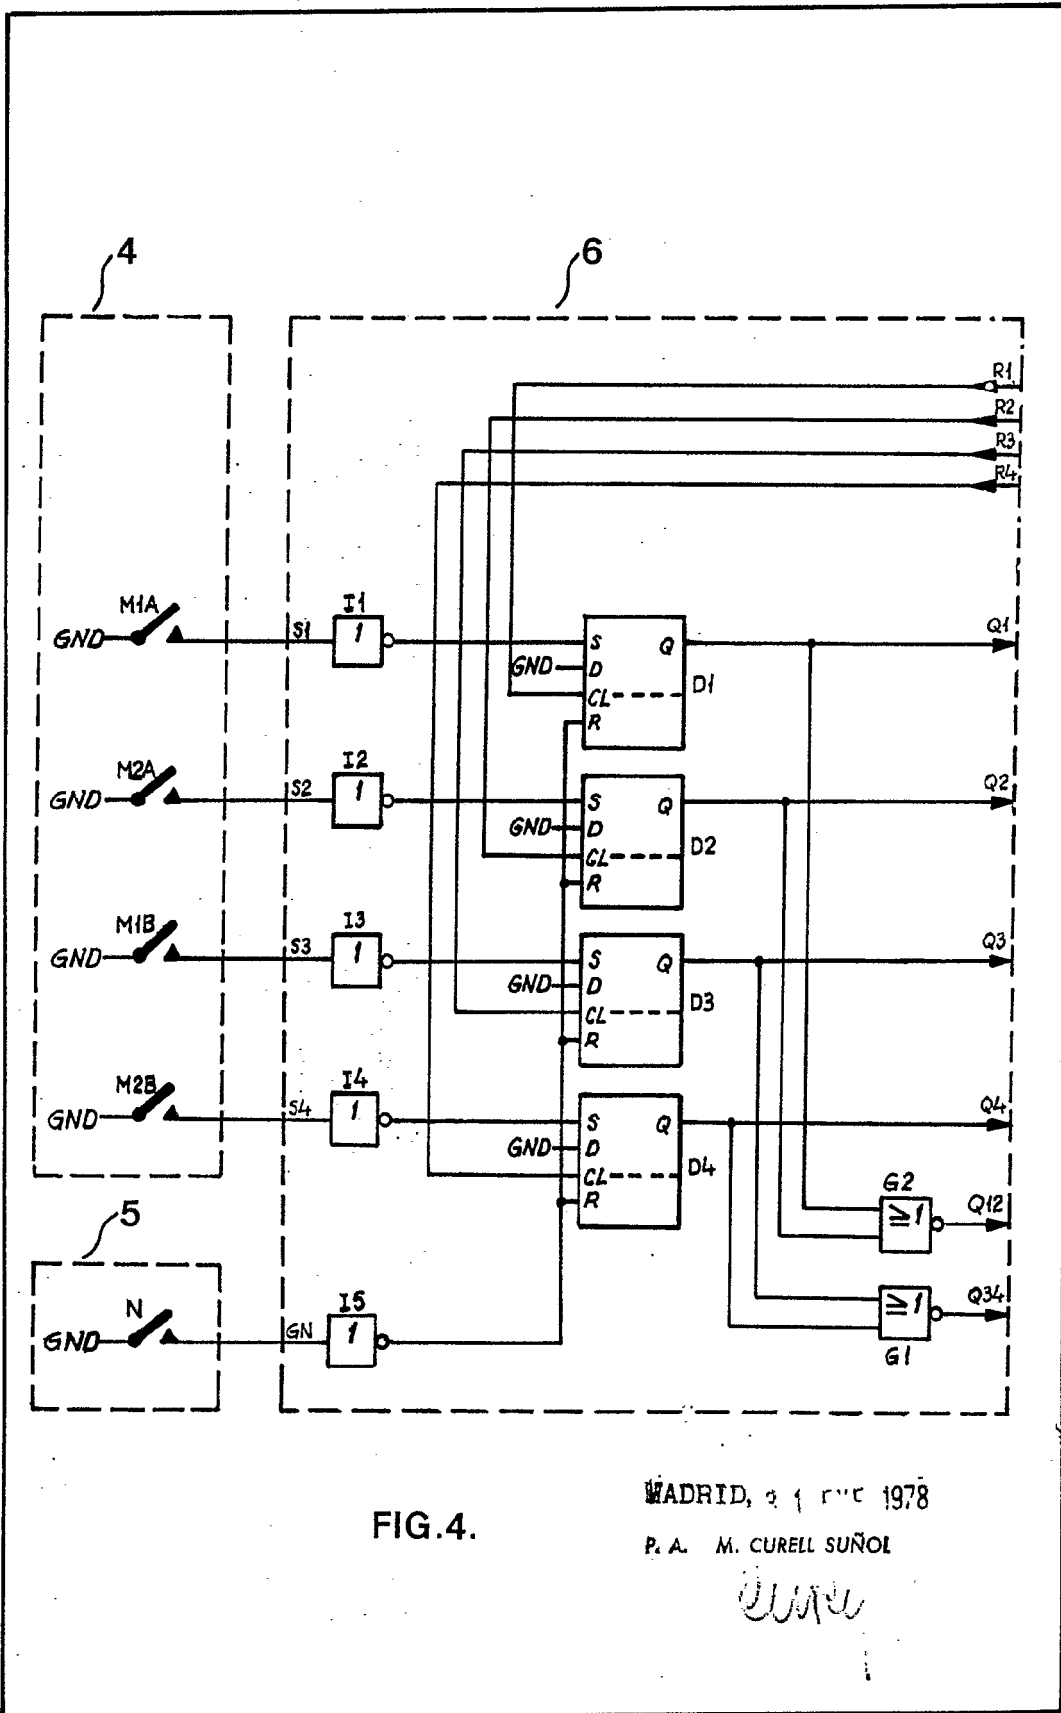 4
6
R1
R2
R3
R4
M1A
GND
S1
I1
1
S
Q
Q1
GND
D
D1
CL
R
M2A
GND
S2
I2
1
S
Q
Q2
GND
D
D2
CL
R
M1B
GND
S3
I3
1
S
Q
Q3
GND
D
D3
CL
R
M2B
GND
S4
I4
1
S
Q
Q4
GND
D
D4
CL
R
G2
≥1
Q12
5
N
GND
GN
I5
1
≥1
Q34
G1
MADRID, 1978
FIG.4.
P. A. M. CURELL SUÑOL